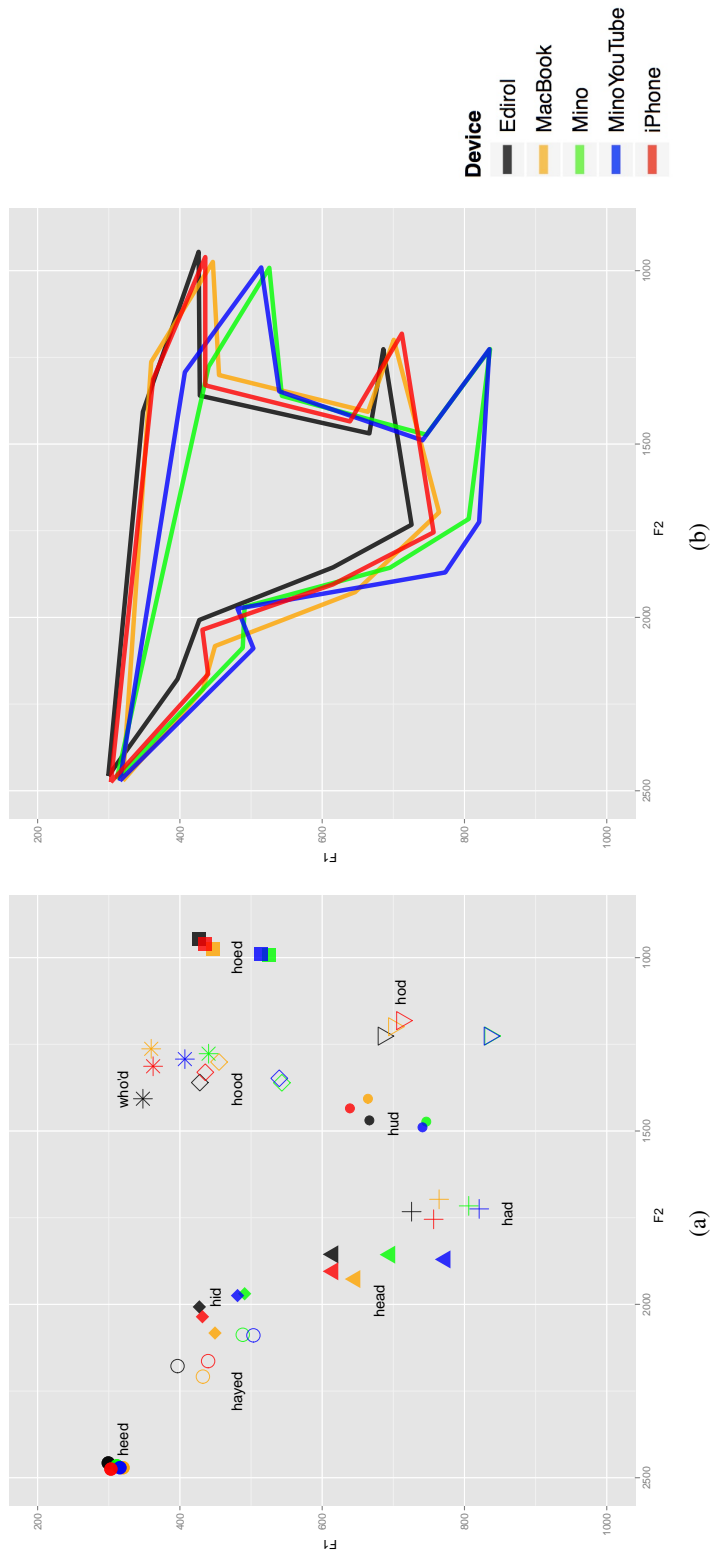 Device
Edirol
MacBook
Mino
MinoYouTube
iPhone
200
400
600
800
1000
F1
1000
1500
2000
2500
F2
(b)
200
400
600
800
1000
F1
1000
1500
2000
2500
F2
(a)
who'd
hoed
hood
hod
hud
had
hid
head
hayed
heed